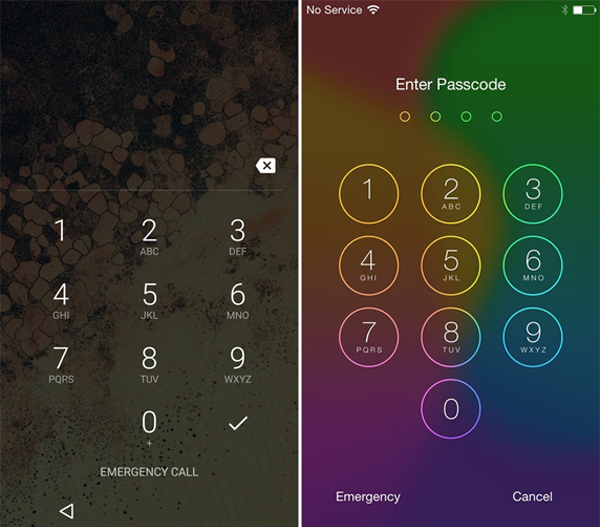 1 2 3
ABC DEF
4 5 6
GHI JKL MNO
7 8 9
PQRS TUV WXYZ
0
+
EMERGENCY CALL
No Service
Enter Passcode
1 2 3
ABC DEF
4 5 6
GHI JKL MNO
7 8 9
PQRS TUV WXYZ
0
Emergency Cancel